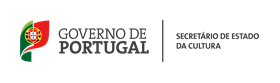 GOVERNO DE
PORTUGAL
SECRETÁRIO DE ESTADO
DA CULTURA